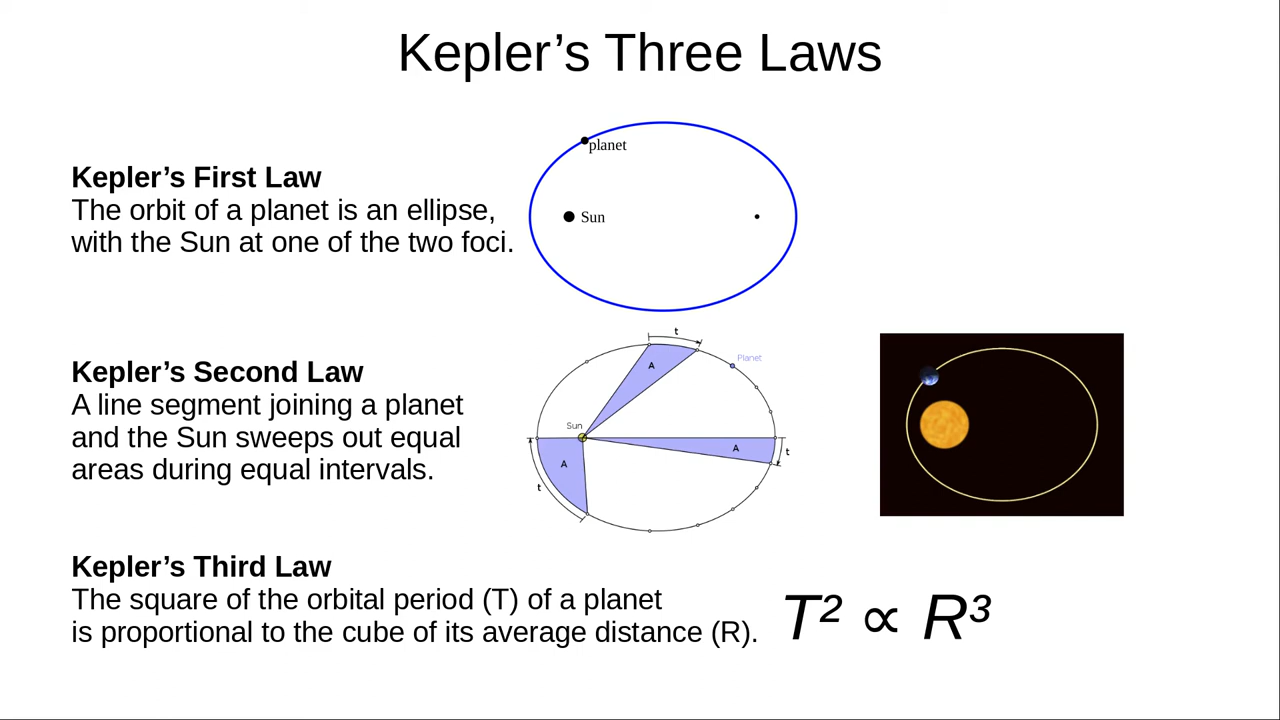 Kepler’s Three Laws
planet
Kepler’s First Law
The orbit of a planet is an ellipse,
with the Sun at one of the two foci.
Sun
t
Planet
A
Kepler’s Second Law
A line segment joining a planet
and the Sun sweeps out equal
areas during equal intervals.
Sun
A
t
A
t
Kepler’s Third Law
The square of the orbital period (T) of a planet
is proportional to the cube of its average distance (R).
T² ∝ R³